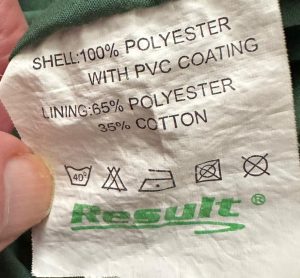 SHELL:100% POLYESTER
WITH PVC COATING
LINING:65% POLYESTER
35% COTTON
40°
Result®